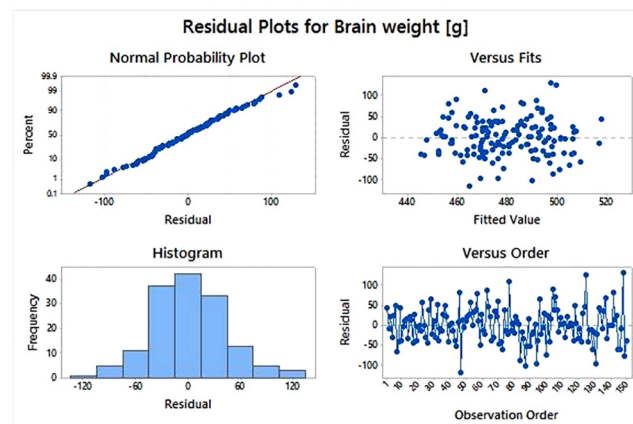 Residual Plots for Brain weight [g]
Normal Probability Plot
99.9
99
90
50
10
1
0.1
Percent
-100
0
100
Residual
Versus Fits
100
50
0
-50
-100
Residual
440
460
480
500
520
Fitted Value
Histogram
40
30
20
10
0
Frequency
-120
-60
0
60
120
Residual
Versus Order
100
50
0
-50
-100
Residual
1 10 20 30 40 50 60 70 80 90 100 110 120 130 140 150
Observation Order